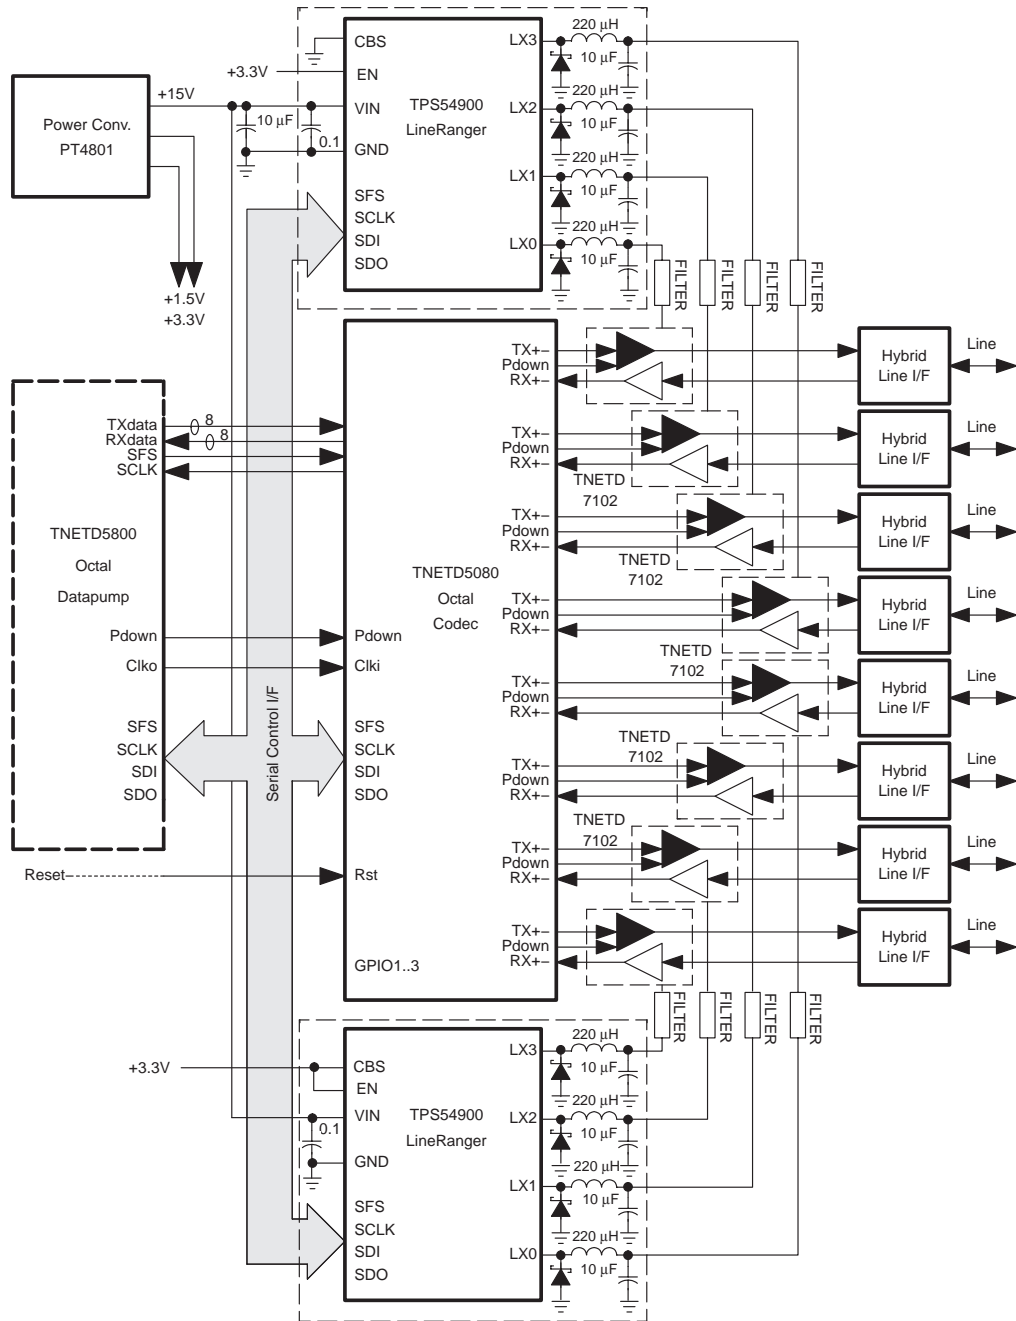 220 µH
CBS
LX3
10 µF
+3.3V
EN
220 µH
+15V
VIN
TPS54900
LX2
Power Conv.
PT4801
10 µF
LineRanger
10 µF
0.1
GND
220 µH
LX1
10 µF
SFS
SCLK
220 µH
SDI
LX0
10 µF
SDO
FILTER
FILTER
FILTER
FILTER
+1.5V
+3.3V
TX+–
Pdown
RX+–
Hybrid
Line I/F
Line
TXdata
8
RXdata
8
SFS
SCLK
TX+–
Pdown
RX+–
Hybrid
Line I/F
Line
TNETD
7102
TX+–
Pdown
RX+–
Hybrid
Line I/F
Line
TNETD5800
Octal
Datapump
TNETD
7102
TNETD5080
Octal
Codec
TX+–
Pdown
RX+–
Hybrid
Line I/F
Line
Pdown
Pdown
Clko
Clki
TNETD
7102
TX+–
Pdown
RX+–
Hybrid
Line I/F
Line
Serial Control I/F
SFS
SCLK
SDI
SDO
SFS
SCLK
SDI
SDO
TNETD
7102
TX+–
Pdown
RX+–
Hybrid
Line I/F
Line
TNETD
7102
TX+–
Pdown
RX+–
Hybrid
Line I/F
Line
Reset
Rst
TX+–
Pdown
RX+–
Hybrid
Line I/F
Line
GPIO1..3
FILTER
FILTER
FILTER
FILTER
220 µH
LX3
+3.3V
CBS
10 µF
EN
220 µH
VIN
TPS54900
LX2
0.1
LineRanger
10 µF
GND
220 µH
LX1
10 µF
SFS
SCLK
220 µH
SDI
LX0
10 µF
SDO